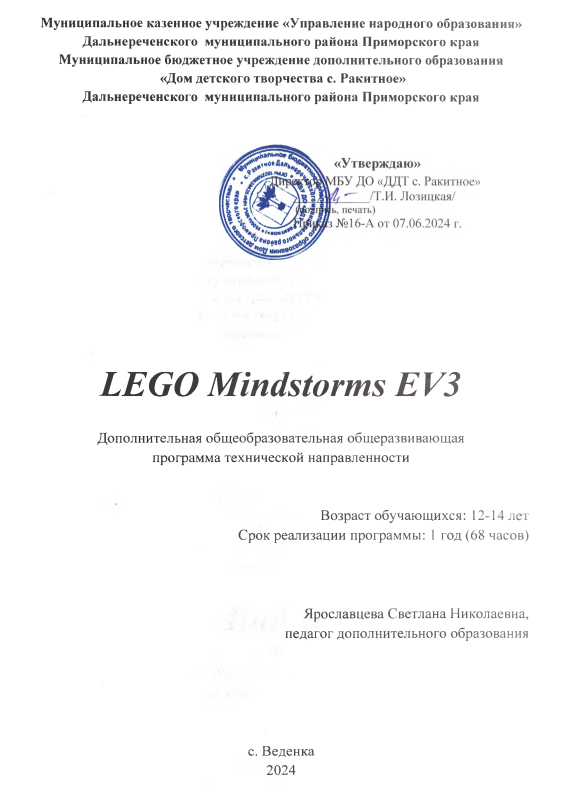 Муниципальное казенное учреждение «Управление народного образования»
Дальнереченского муниципального района Приморского края
Муниципальное бюджетное учреждение дополнительного образования
«Дом детского творчества с. Ракитное»
Дальнереченского муниципального района Приморского края
«Утверждаю»
Директор МБУ ДО «ДДТ с. Ракитное»
/Т.И. Лозицкая/
(подпись, печать)
Приказ №16-А от 07.06.2024 г.
LEGO Mindstorms EV3
Дополнительная общеобразовательная общеразвивающая
программа технической направленности
Возраст обучающихся: 12-14 лет
Срок реализации программы: 1 год (68 часов)
Ярославцева Светлана Николаевна,
педагог дополнительного образования
с. Веденка
2024